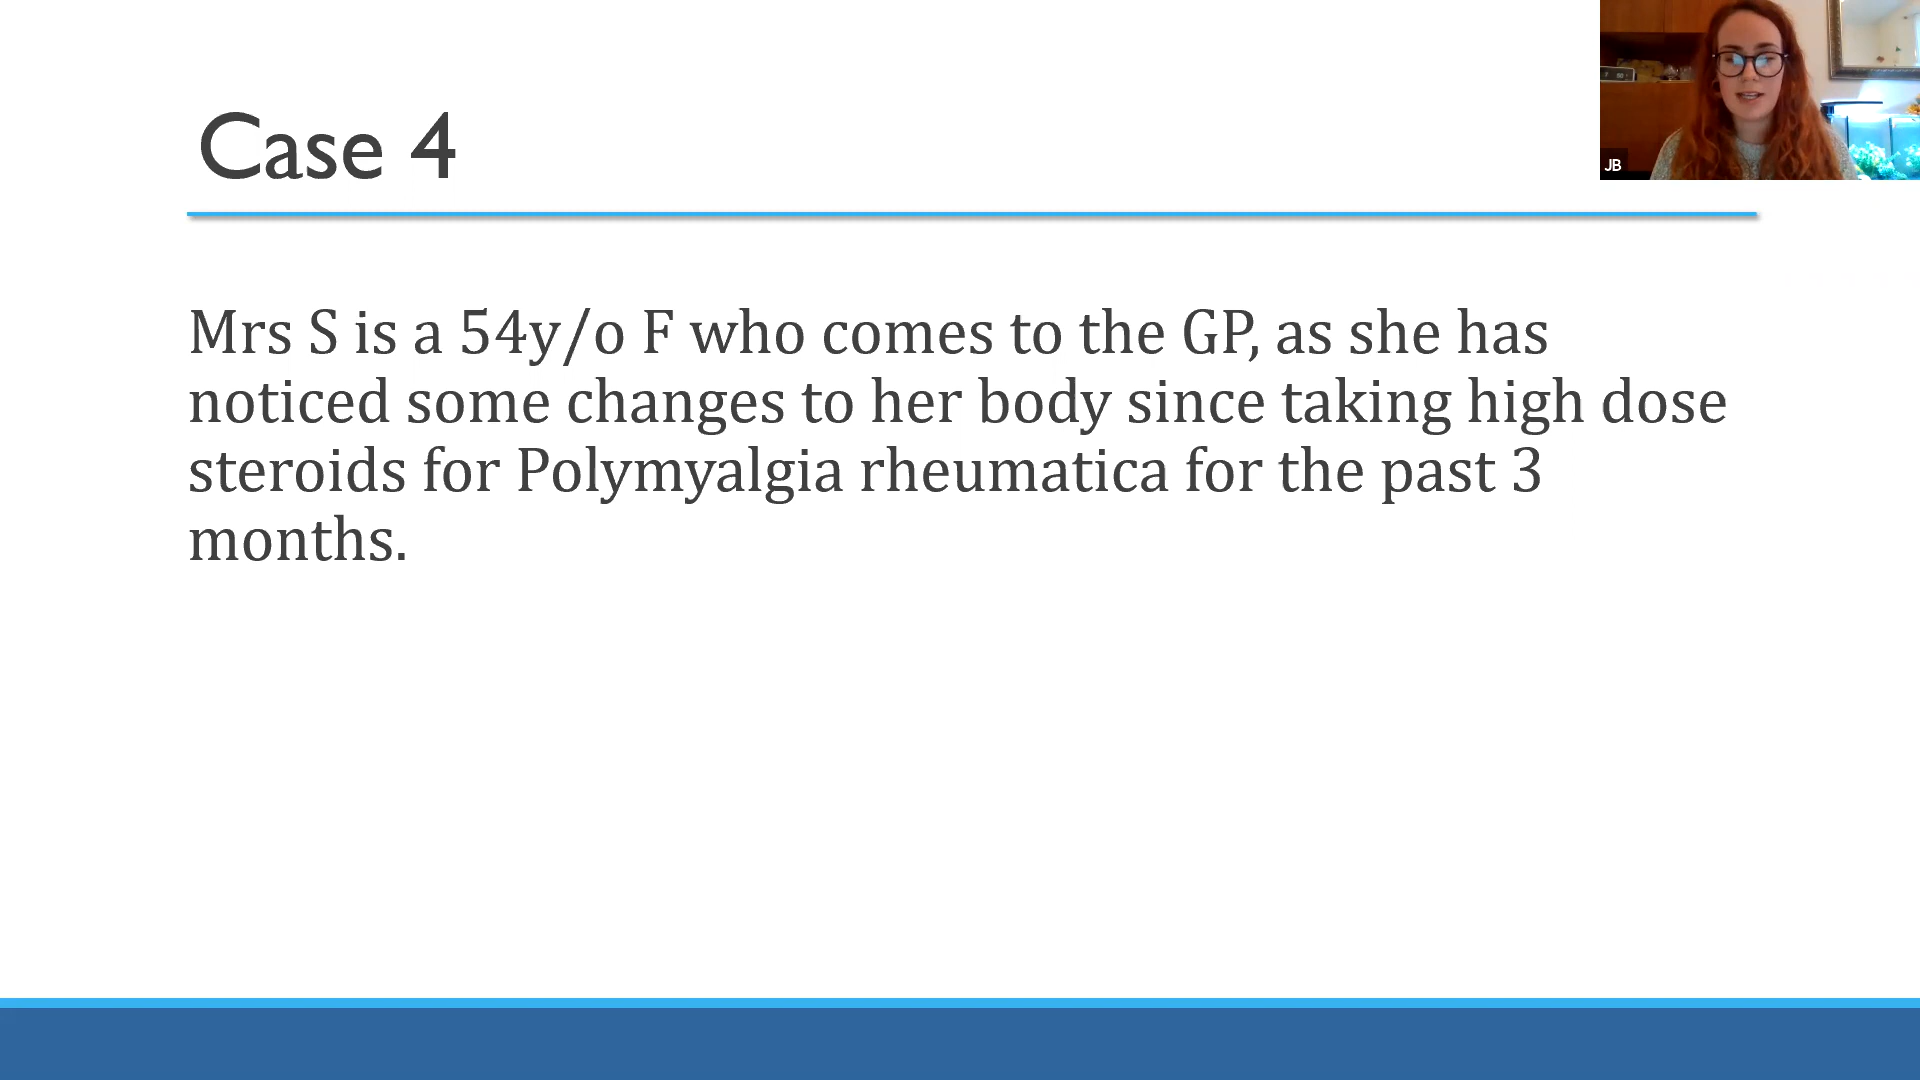 Case 4
JB
Mrs S is a 54y/o F who comes to the GP, as she has
noticed some changes to her body since taking high dose
steroids for Polymyalgia rheumatica for the past 3
months.